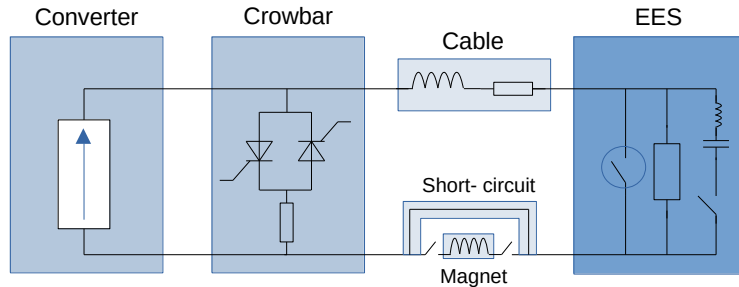 Converter
Crowbar
Cable
EES
Short- circuit
Magnet